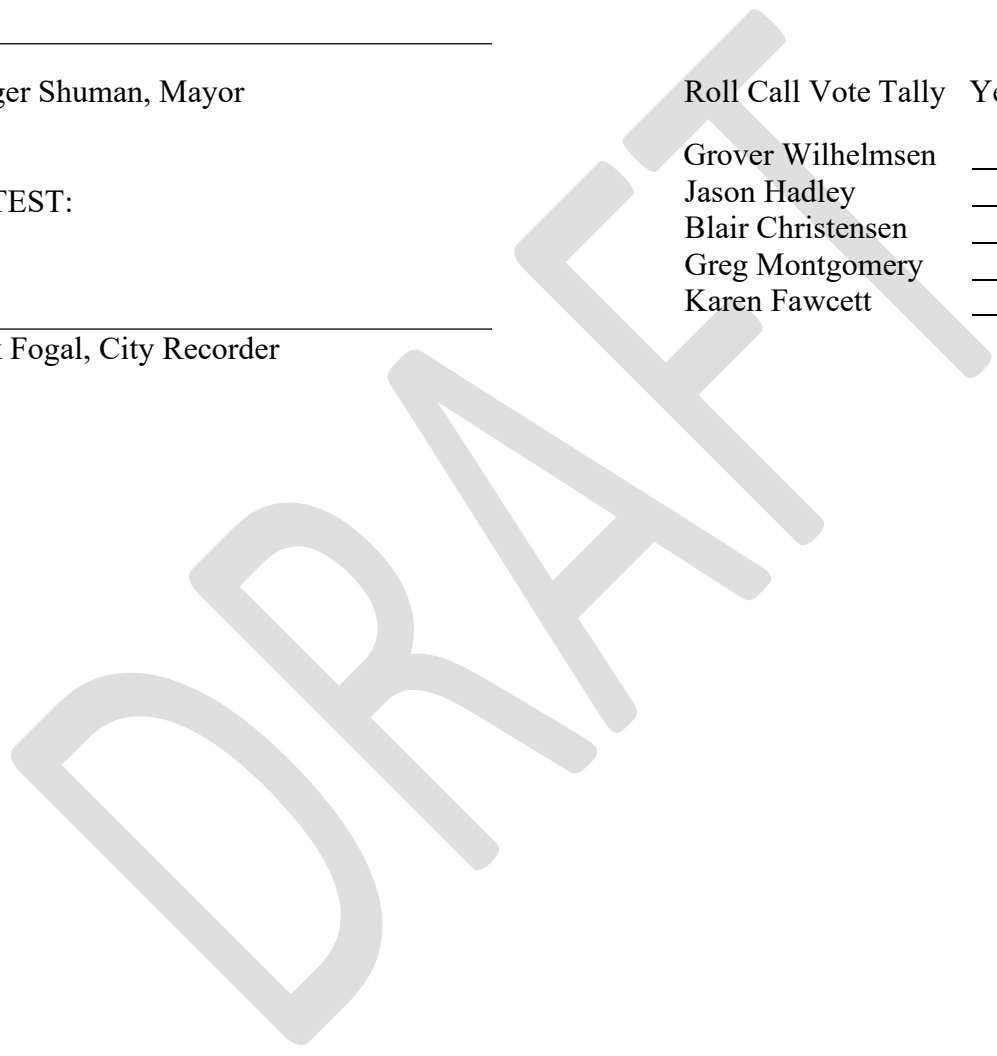 ger Shuman, Mayor
TEST:
Fogal, City Recorder
Roll Call Vote Tally Ye
Grover Wilhelmsen
Jason Hadley
Blair Christensen
Greg Montgomery
Karen Fawcett
DRAFT